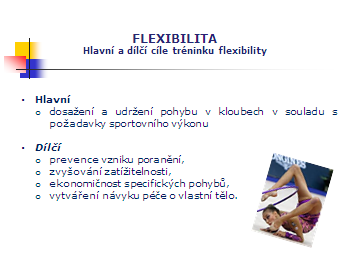 FLEXIBILITA
Hlavní a dílčí cíle tréninku flexibility
• Hlavní
o dosažení a udržení pohybu v kloubech v souladu s
požadavky sportovního výkonu
• Dílčí
o prevence vzniku poranění,
o zvyšování zatížitelnosti,
o ekonomičnost specifických pohybů,
o vytváření návyku péče o vlastní tělo.